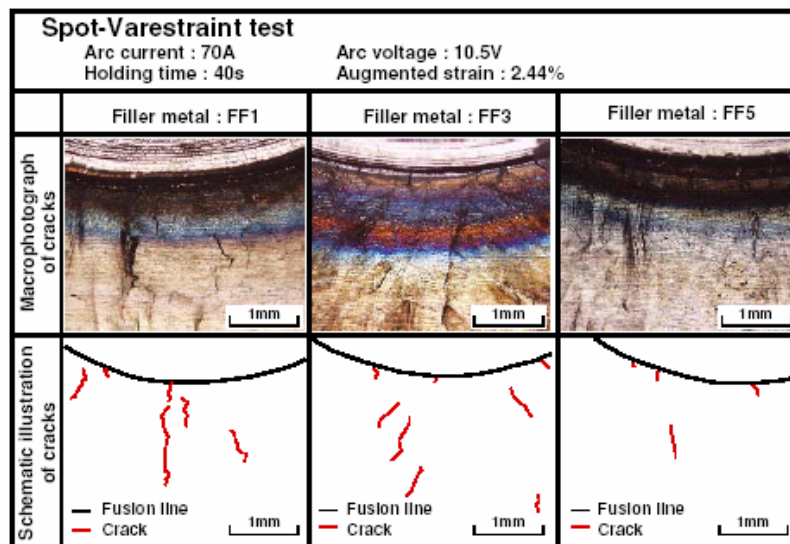 Spot-Varestraint test
Arc current : 70A Arc voltage : 10.5V
Holding time : 40s Augmented strain : 2.44%
Filler metal : FF1 Filler metal : FF3 Filler metal : FF5
Macrophotograph
of cracks
1mm 1mm 1mm
Schematic illustration
of cracks
Fusion line Fusion line Fusion line
Crack Crack Crack
1mm 1mm 1mm